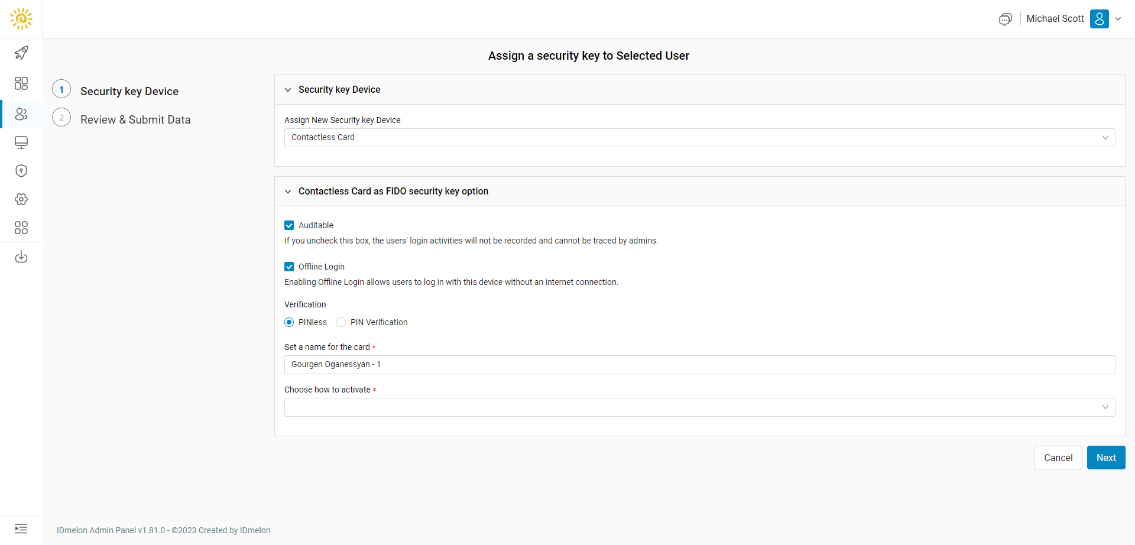 Michael Scott
Assign a security key to Selected User
1 Security key Device
2 Review & Submit Data
Security key Device
Assign New Security key Device
Contactless Card
Contactless Card as FIDO security key option
Auditable
If you uncheck this box, the users' login activities will not be recorded and cannot be traced by admins.
Offline Login
Enabling Offline Login allows users to log in with this device without an internet connection.
Verification
PINless PIN Verification
Set a name for the card *
Gourgen Oganessyan - 1
Choose how to activate *
Cancel Next
IDmelon Admin Panel v1.81.0 - ©2023 Created by IDmelon